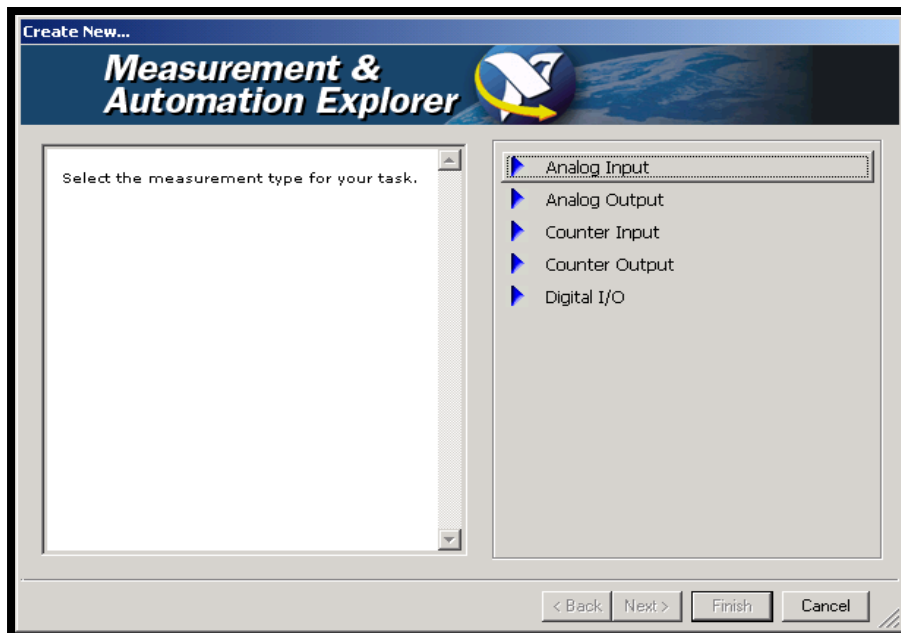 Create New...
Measurement &
Automation Explorer
Select the measurement type for your task.
Analog Input
Analog Output
Counter Input
Counter Output
Digital I/O
< Back
Next >
Finish
Cancel